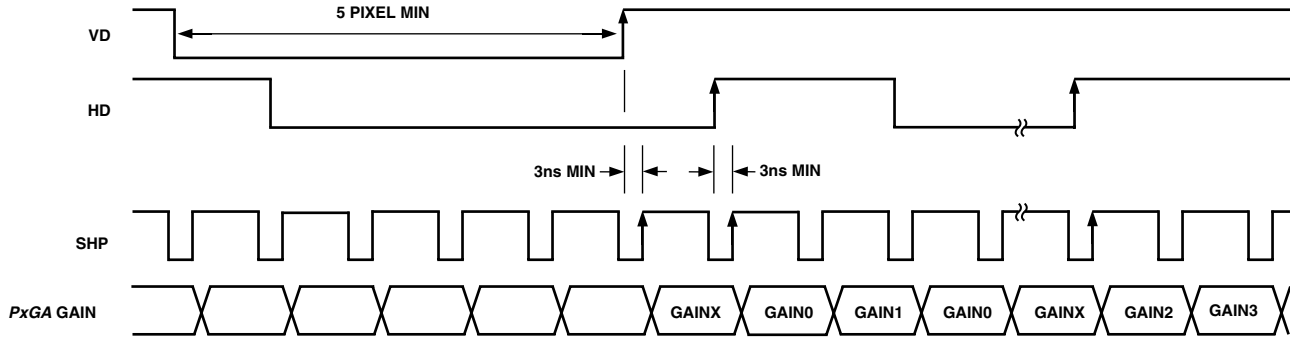 5 PIXEL MIN
VD
HD
3ns MIN
3ns MIN
SHP
PxGA GAIN
GAINX
GAIN0
GAIN1
GAIN0
GAINX
GAIN2
GAIN3